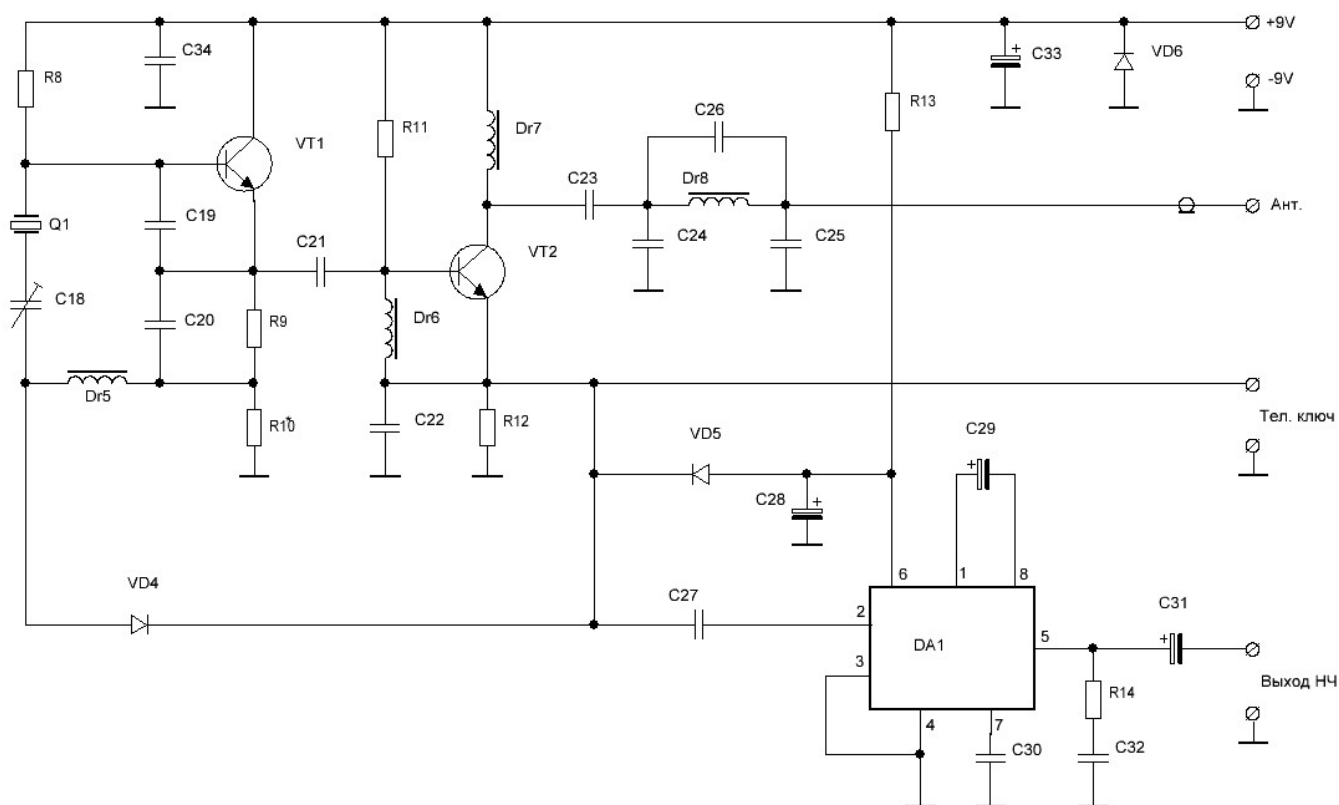 +9V
C34
C33
VD6
R8
-9V
R13
C26
R11
Dr7
VT1
C23
Dr8
Q1
C19
Ант.
C21
C24
C25
VT2
C18
C20
R9
Dr6
Dr5
R10*
C22
R12
Тел. ключ
VD5
C29
+
C28
+
VD4
6
1
8
C27
C31
2
5
+
DA1
3
R14
Выход НЧ
4
7
C30
C32
+